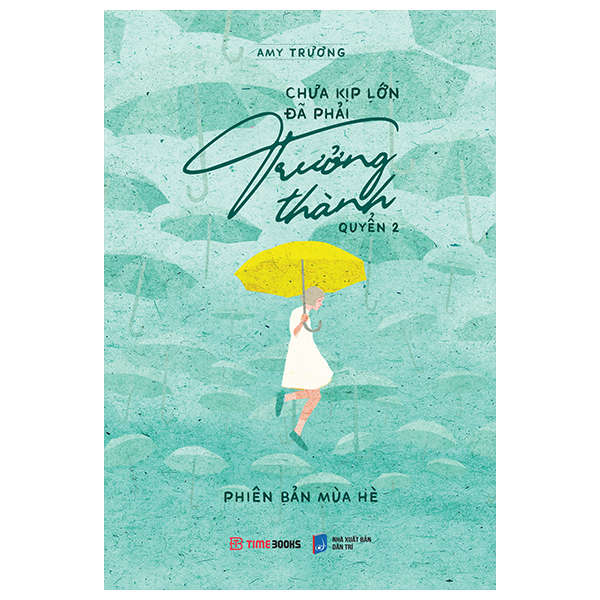 AMY TRƯƠNG
CHƯA KỊP LỚN
ĐÃ PHẢI
Trưởng
thành
QUYỂN 2
PHIÊN BẢN MÙA HÈ
TIMEBOOKS
NHÀ XUẤT BẢN
DÂN TRÍ